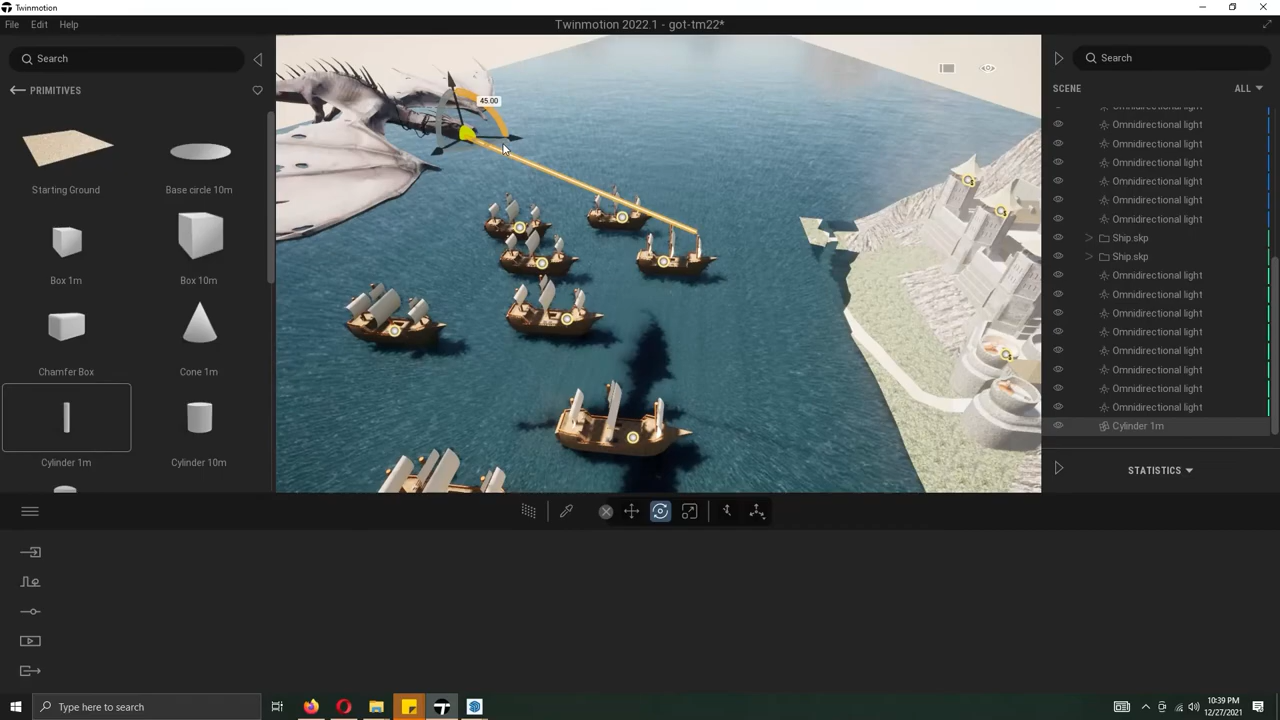 Twinmotion
File Edit Help
Twinmotion 2022.1 - got-tm22*
Search
PRIMITIVES
Starting Ground
Base circle 10m
Box 1m
Box 10m
Chamfer Box
Cone 1m
Cylinder 1m
Cylinder 10m
45.00
Search
SCENE
ALL
Omnidirectional light
Omnidirectional light
Omnidirectional light
Omnidirectional light
Omnidirectional light
Omnidirectional light
Omnidirectional light
Ship.skp
Ship.skp
Omnidirectional light
Omnidirectional light
Omnidirectional light
Omnidirectional light
Omnidirectional light
Omnidirectional light
Omnidirectional light
Omnidirectional light
Cylinder 1m
STATISTICS
Type here to search
10:39 PM
12/27/2021